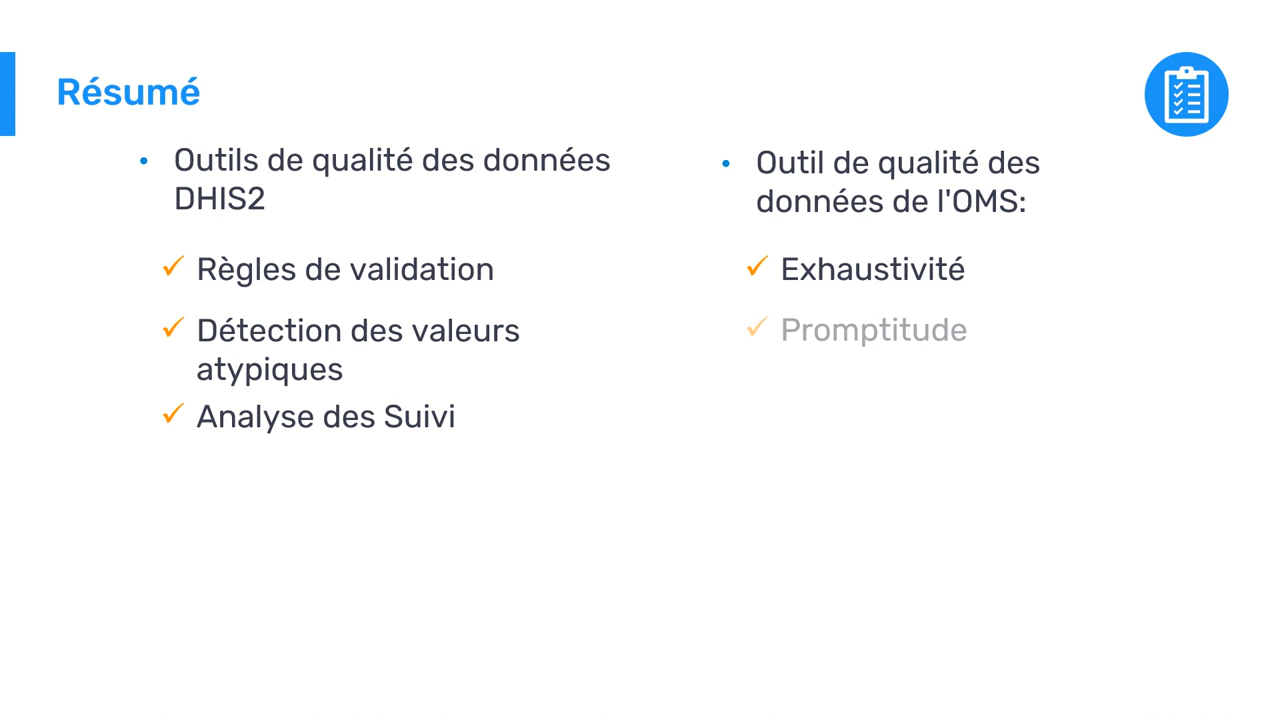 Résumé
• Outils de qualité des données
DHIS2
✓ Règles de validation
✓ Détection des valeurs
atypiques
✓ Analyse des Suivi
• Outil de qualité des
données de l'OMS:
✓ Exhaustivité
✓ Promptitude